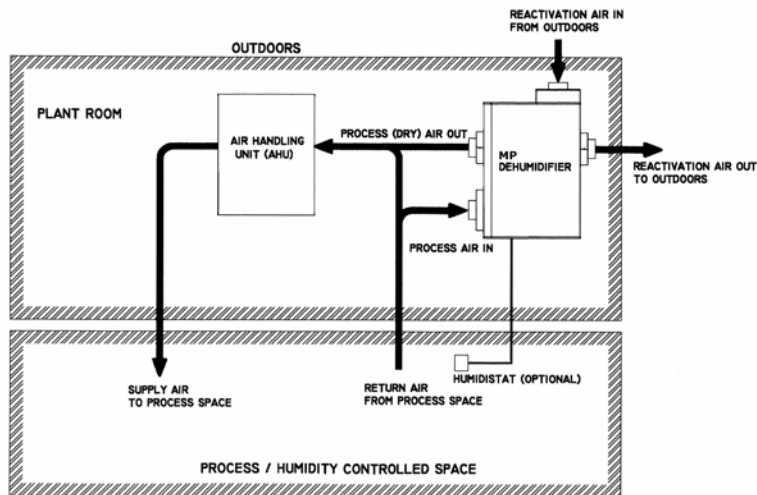 REACTIVATION AIR IN
FROM OUTDOORS
OUTDOORS
PLANT ROOM
AIR HANDLING
UNIT (AHU)
PROCESS (DRY) AIR OUT
MP
DEHUMIDIFIER
REACTIVATION AIR OUT
TO OUTDOORS
PROCESS AIR IN
SUPPLY AIR
TO PROCESS SPACE
RETURN AIR
FROM PROCESS SPACE
HUMIDISTAT (OPTIONAL)
PROCESS / HUMIDITY CONTROLLED SPACE